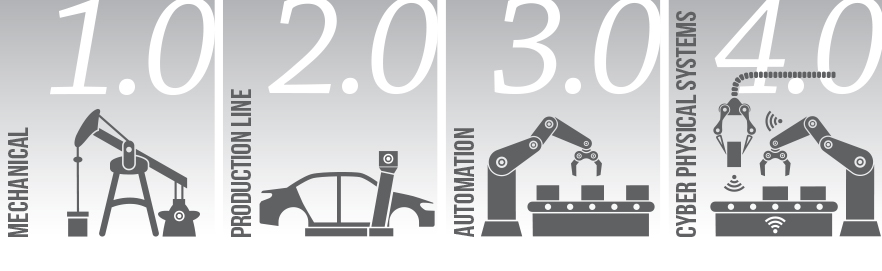 1.0
MECHANICAL
2.0
PRODUCTION LINE
3.0
AUTOMATION
4.0
CYBER PHYSICAL SYSTEMS